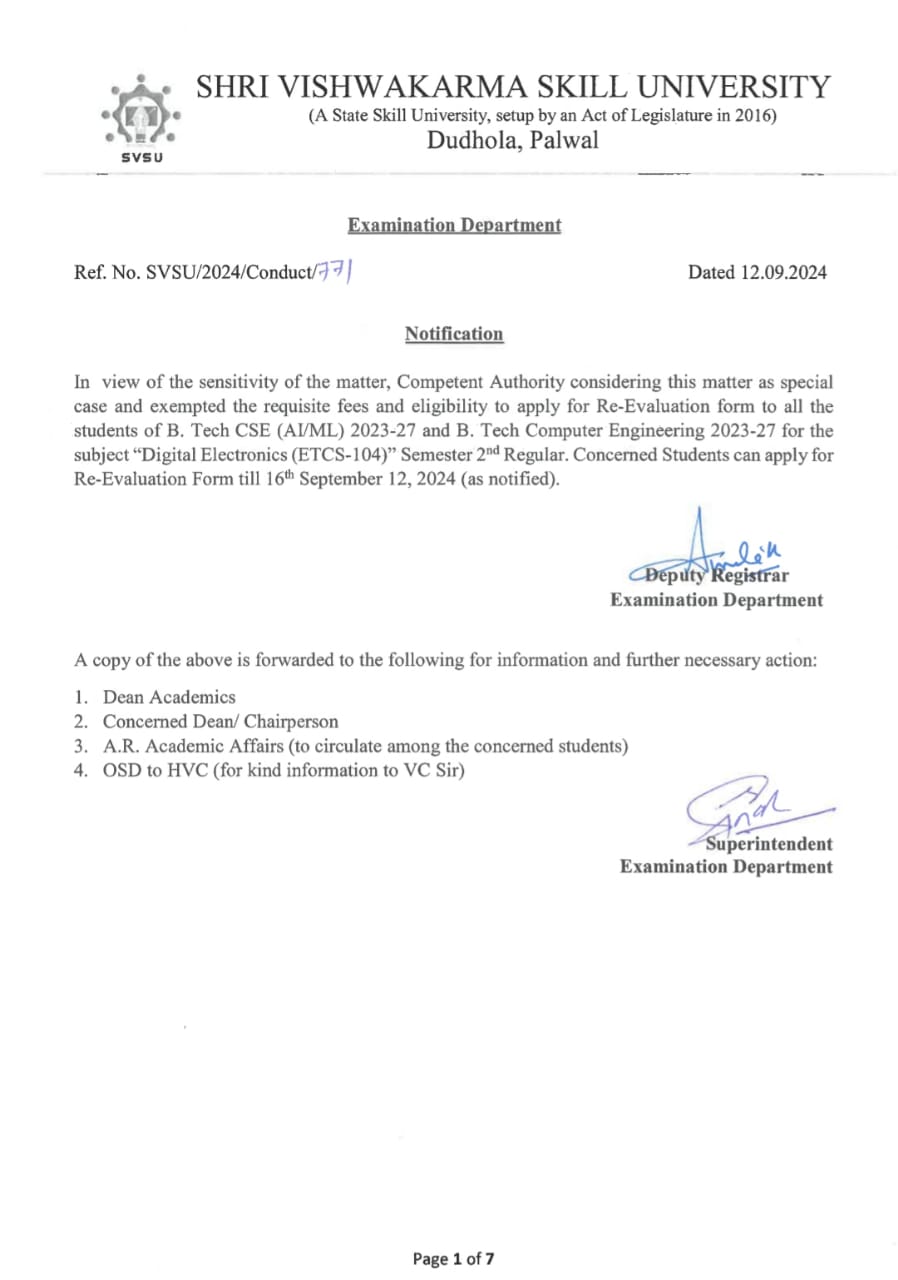 SHRI VISHWAKARMA SKILL UNIVERSITY
(A State Skill University, setup by an Act of Legislature in 2016)
Dudhola, Palwal
SVSU
Examination Department
Ref. No. SVSU/2024/Conduct/771
Dated 12.09.2024
Notification
In view of the sensitivity of the matter, Competent Authority considering this matter as special
case and exempted the requisite fees and eligibility to apply for Re-Evaluation form to all the
students of B. Tech CSE (AI/ML) 2023-27 and B. Tech Computer Engineering 2023-27 for the
subject “Digital Electronics (ETCS-104)” Semester 2nd Regular. Concerned Students can apply for
Re-Evaluation Form till 16th September 12, 2024 (as notified).
Deputy Registrar
Examination Department
A copy of the above is forwarded to the following for information and further necessary action:
1. Dean Academics
2. Concerned Dean/ Chairperson
3. A.R. Academic Affairs (to circulate among the concerned students)
4. OSD to HVC (for kind information to VC Sir)
Superintendent
Examination Department
Page 1 of 7